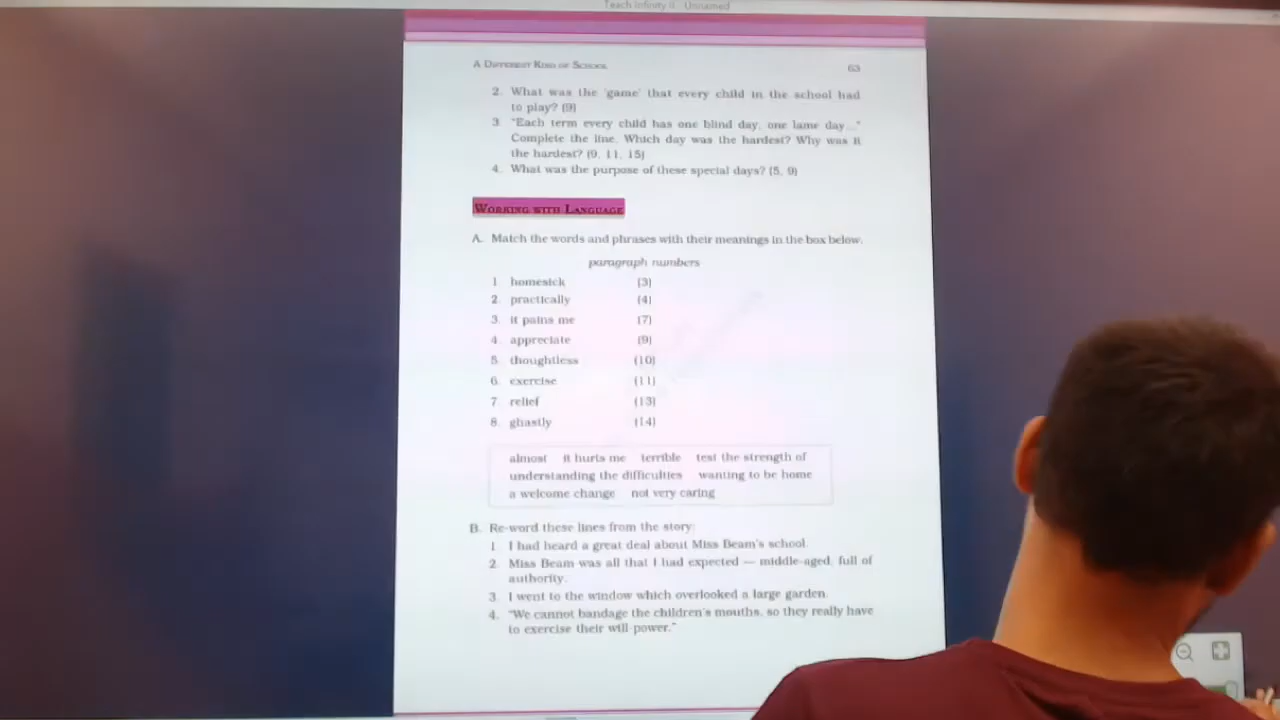 Teach Infinity II Unnamed
A DIFFERENT KIND OF SCHOOL 63
2. What was the 'game' that every child in the school had
to play? (9)
3. "Each term every child has one blind day, one lame day..."
Complete the line. Which day was the hardest? Why was it
the hardest? (9, 11, 15)
4. What was the purpose of these special days? (5, 9)
WORKING WITH LANGUAGE
A. Match the words and phrases with their meanings in the box below.
paragraph numbers
1. homesick (3)
2. practically (4)
3. it pains me (7)
4. appreciate (9)
5. thoughtless (10)
6. exercise (11)
7. relief (13)
8. ghastly (14)
almost it hurts me terrible test the strength of
understanding the difficulties wanting to be home
a welcome change not very caring
B. Re-word these lines from the story:
1. I had heard a great deal about Miss Beam's school.
2. Miss Beam was all that I had expected — middle-aged, full of
authority.
3. I went to the window which overlooked a large garden.
4. "We cannot bandage the children's mouths, so they really have
to exercise their will-power."